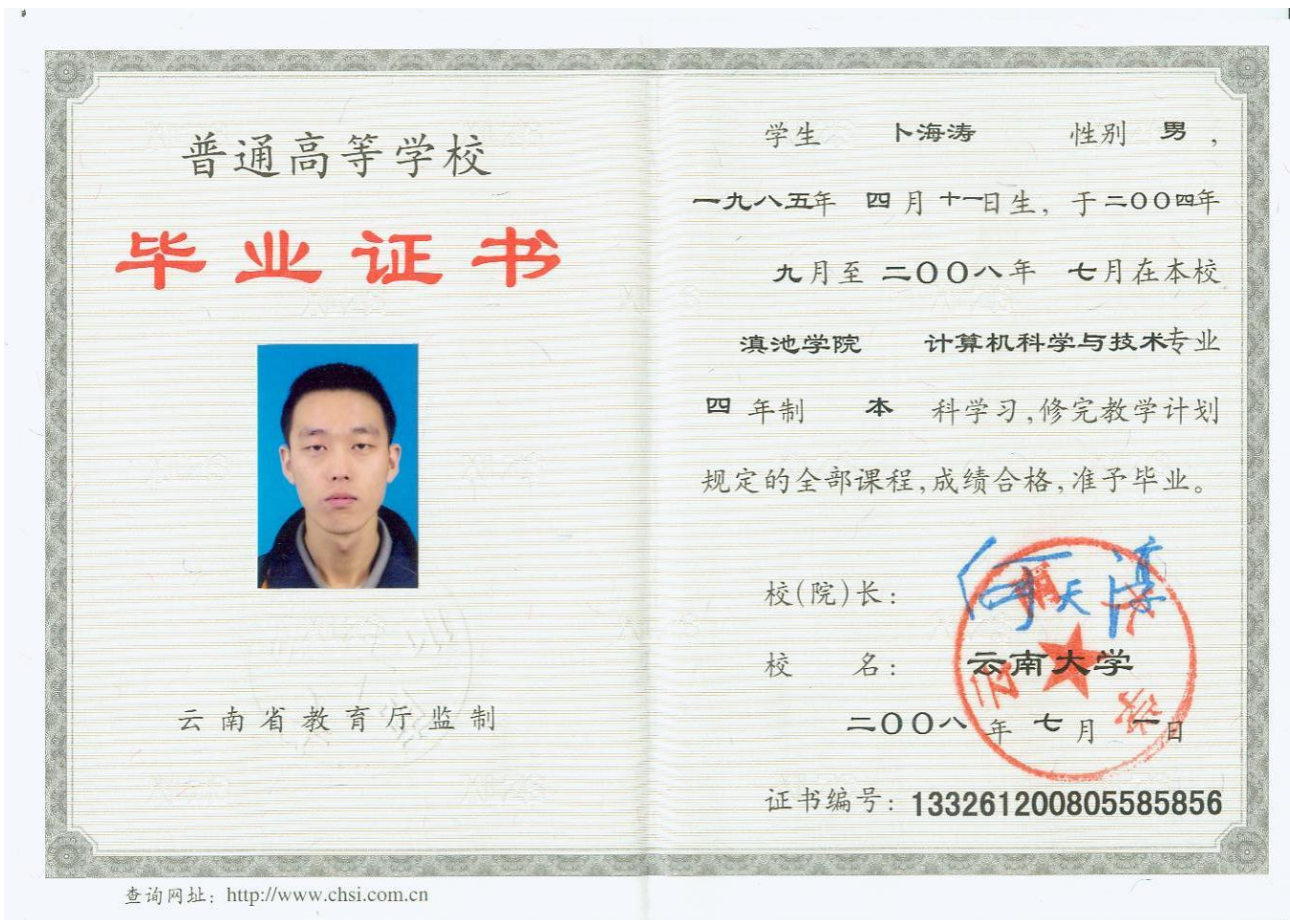 普通高等学校
毕业证书
云南省教育厅监制
查询网址：http://www.chsi.com.cn
学生 卜海涛 性别 男，
一九八五年 四月十一日生，于二〇〇四年
九月至二〇〇八年 七月在本校
滇池学院 计算机科学与技术专业
四年制 本 科学习，修完教学计划
规定的全部课程，成绩合格，准予毕业。
校(院)长：
校 名：云南大学
二〇〇八年七月一日
证书编号：133261200805585856